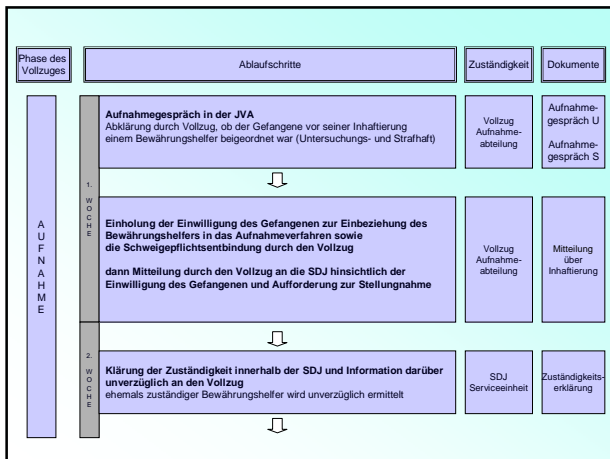 Phase des
Vollzuges
Ablaufschritte
Zuständigkeit
Dokumente
AUFNAHME
1. WOCHE
Aufnahmegespräch in der JVA
Abklärung durch Vollzug, ob der Gefangene vor seiner Inhaftierung
einem Bewährungshelfer beigeordnet war (Untersuchungs- und Strafhaft)
Vollzug
Aufnahme-
abteilung
Aufnahme-
gespräch U
Aufnahme-
gespräch S
Einholung der Einwilligung des Gefangenen zur Einbeziehung des
Bewährungshelfers in das Aufnahmeverfahren sowie
die Schweigepflichtsentbindung durch den Vollzug
dann Mitteilung durch den Vollzug an die SDJ hinsichtlich der
Einwilligung des Gefangenen und Aufforderung zur Stellungnahme
Vollzug
Aufnahme-
abteilung
Mitteilung
über
Inhaftierung
2. WOCHE
Klärung der Zuständigkeit innerhalb der SDJ und Information darüber
unverzüglich an den Vollzug
ehemals zuständiger Bewährungshelfer wird unverzüglich ermittelt
SDJ
Serviceeinheit
Zuständigkeits-
erklärung